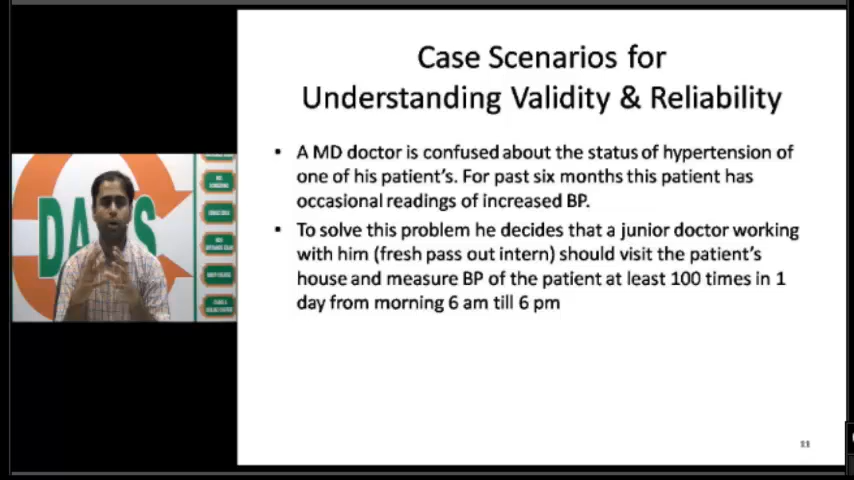 Case Scenarios for
Understanding Validity & Reliability
• A MD doctor is confused about the status of hypertension of
one of his patient's. For past six months this patient has
occasional readings of increased BP.
• To solve this problem he decides that a junior doctor working
with him (fresh pass out intern) should visit the patient's
house and measure BP of the patient at least 100 times in 1
day from morning 6 am till 6 pm
11